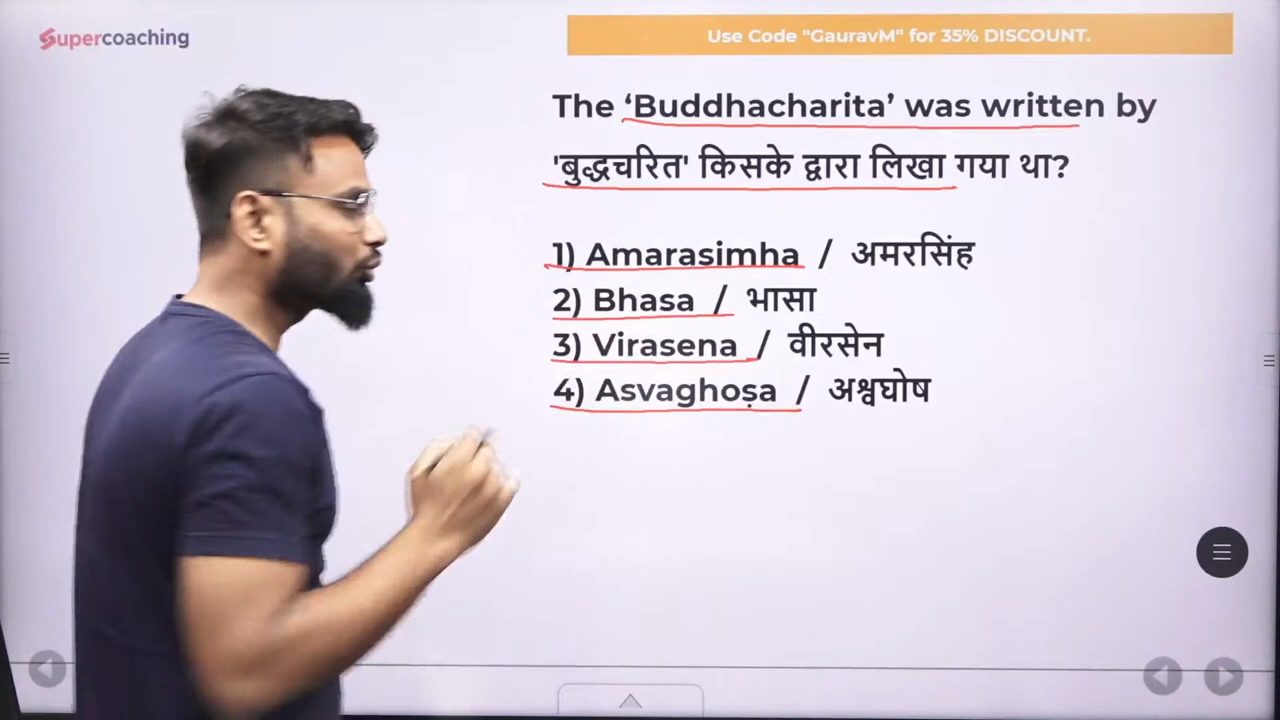 Supercoaching
Use Code "GauravM" for 35% DISCOUNT.
The ‘Buddhacharita’ was written by
'बुद्धचरित' किसके द्वारा लिखा गया था?
1) Amarasimha / अमरसिंह
2) Bhasa / भासा
3) Virasena / वीरसेन
4) Asvaghoṣa / अश्वघोष